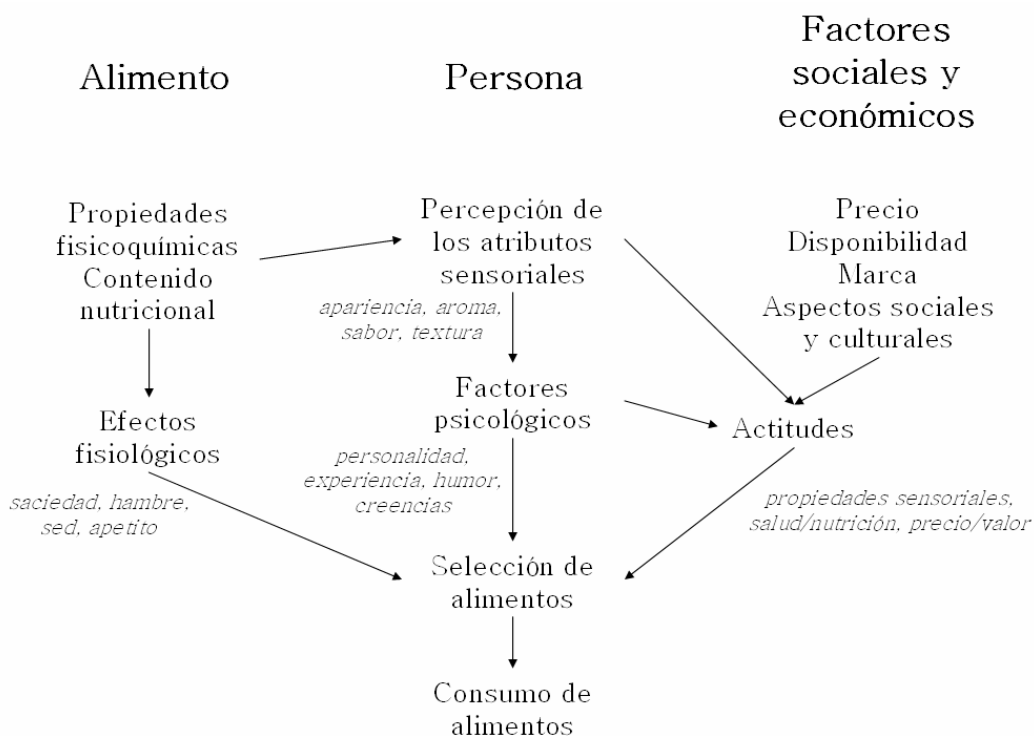 Alimento
Persona
Factores
sociales y
económicos
Propiedades
fisicoquímicas
Contenido
nutricional
Percepción de
los atributos
sensoriales
apariencia, aroma,
sabor, textura
Precio
Disponibilidad
Marca
Aspectos sociales
y culturales
Efectos
fisiológicos
saciedad, hambre,
sed, apetito
Factores
psicológicos
personalidad,
experiencia, humor,
creencias
Actitudes
propiedades sensoriales,
salud/nutrición, precio/valor
Selección de
alimentos
Consumo de
alimentos